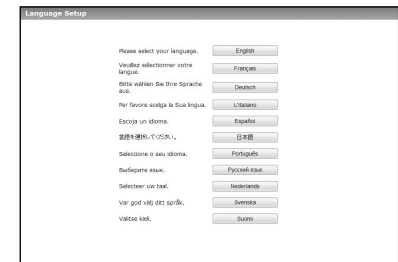 Language Setup
Please select your language. English
Veuillez sélectionner votre
langue. Français
Bitte wählen Sie Ihre Sprache
aus. Deutsch
Per favore scelga la Sua lingua. L'italiano
Escoja un idioma. Español
言語を選択してください。 日本語
Seleccione o seu idioma. Português
Выберите язык. Русский язык
Selecteer uw taal. Nederlands
Var god välj ditt språk. Svenska
Valitse kieli. Suomi